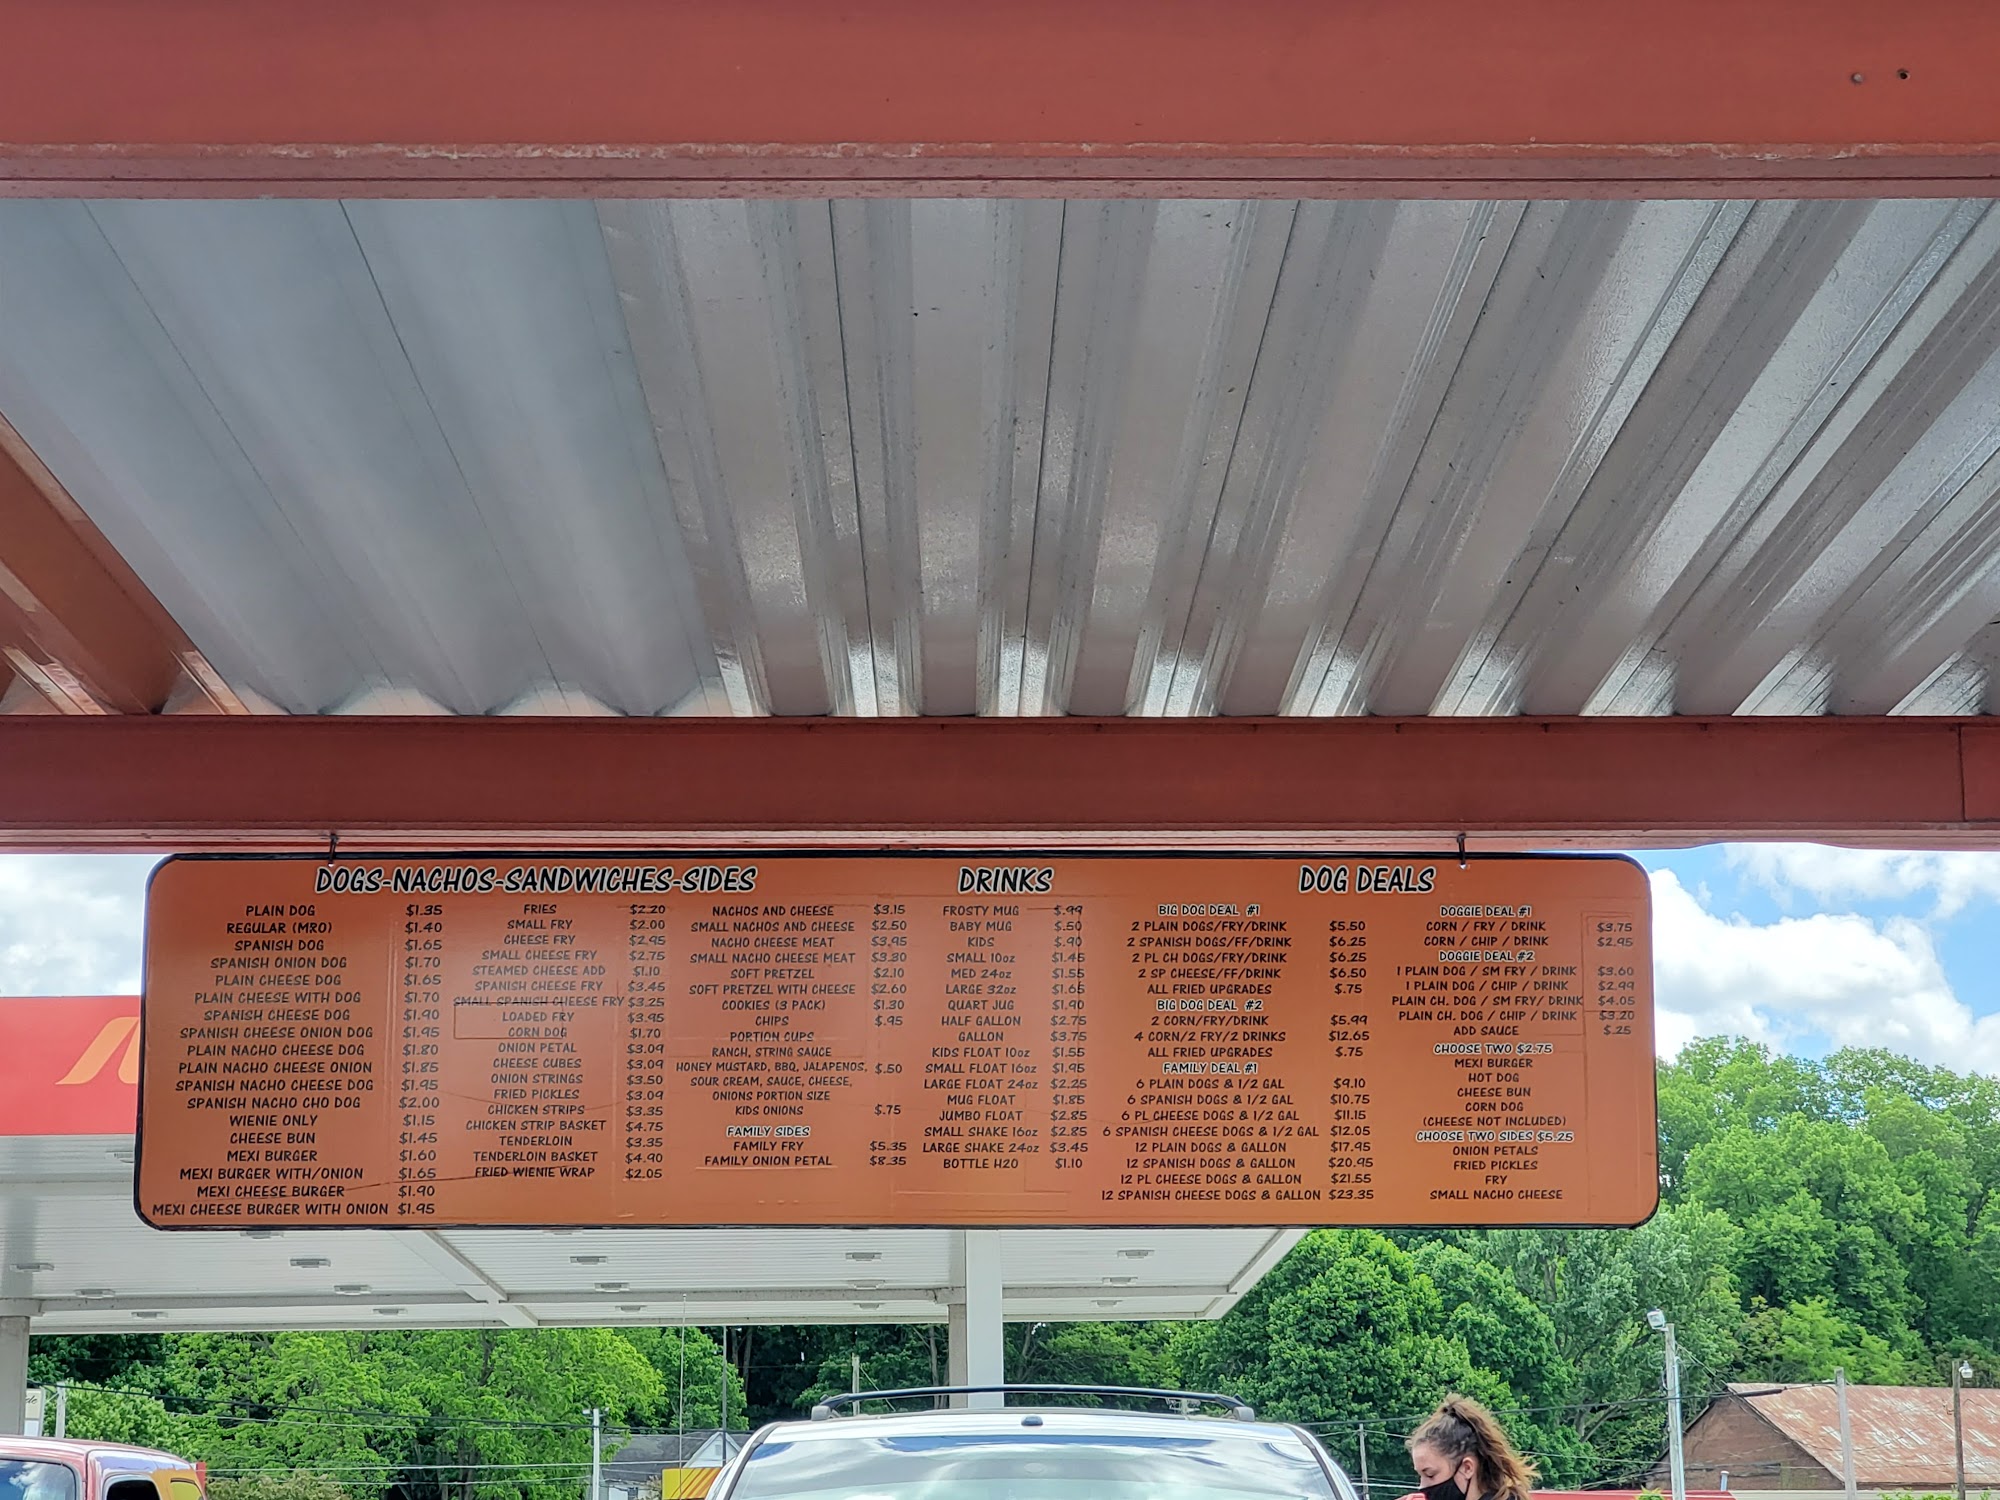 DOGS-NACHOS-SANDWICHES-SIDES
PLAIN DOG $1.35
REGULAR (MRO) $1.40
SPANISH DOG $1.65
SPANISH ONION DOG $1.70
PLAIN CHEESE DOG $1.65
PLAIN CHEESE WITH DOG $1.70
SPANISH CHEESE DOG $1.90
SPANISH CHEESE ONION DOG $1.95
PLAIN NACHO CHEESE DOG $1.80
PLAIN NACHO CHEESE ONION $1.85
SPANISH NACHO CHEESE DOG $1.95
SPANISH NACHO CHO DOG $2.00
WIENIE ONLY $1.15
CHEESE BUN $1.45
MEXI BURGER $1.60
MEXI BURGER WITH/ONION $1.65
MEXI CHEESE BURGER $1.90
MEXI CHEESE BURGER WITH ONION $1.95
FRIES $2.20
SMALL FRY $2.00
CHEESE FRY $2.95
SMALL CHEESE FRY $2.75
STEAMED CHEESE ADD $1.10
SPANISH CHEESE FRY $3.45
SMALL SPANISH CHEESE FRY $3.25
LOADED FRY $3.95
CORN DOG $1.70
ONION PETAL $3.09
CHEESE CUBES $3.09
ONION STRINGS $3.50
FRIED PICKLES $3.09
CHICKEN STRIPS $3.35
CHICKEN STRIP BASKET $4.75
TENDERLOIN $3.35
TENDERLOIN BASKET $4.90
FRIED WIENIE WRAP $2.05
NACHOS AND CHEESE $3.15
SMALL NACHOS AND CHEESE $2.50
NACHO CHEESE MEAT $3.95
SMALL NACHO CHEESE MEAT $3.30
SOFT PRETZEL $2.10
SOFT PRETZEL WITH CHEESE $2.60
COOKIES (3 PACK) $1.30
CHIPS $.95
PORTION CUPS
RANCH, STRING SAUCE
HONEY MUSTARD, BBQ, JALAPENOS, $.50
SOUR CREAM, SAUCE, CHEESE,
ONIONS PORTION SIZE
KIDS ONIONS $.75
FAMILY SIDES
FAMILY FRY $5.35
FAMILY ONION PETAL $8.35
DRINKS
FROSTY MUG $.99
BABY MUG $.50
KIDS $.90
SMALL 10oz $1.45
MED 24oz $1.55
LARGE 32oz $1.65
QUART JUG $1.90
HALF GALLON $2.75
GALLON $3.75
KIDS FLOAT 10oz $1.55
SMALL FLOAT 16oz $1.95
LARGE FLOAT 24oz $2.25
MUG FLOAT $1.85
JUMBO FLOAT $2.85
SMALL SHAKE 16oz $2.85
LARGE SHAKE 24oz $3.45
BOTTLE H20 $1.10
DOG DEALS
BIG DOG DEAL #1
2 PLAIN DOGS/FRY/DRINK $5.50
2 SPANISH DOGS/FF/DRINK $6.25
2 PL CH DOGS/FRY/DRINK $6.25
2 SP CHEESE/FF/DRINK $6.50
ALL FRIED UPGRADES $.75
BIG DOG DEAL #2
2 CORN/FRY/DRINK $5.99
4 CORN/2 FRY/2 DRINKS $12.65
ALL FRIED UPGRADES $.75
FAMILY DEAL #1
6 PLAIN DOGS & 1/2 GAL $9.10
6 SPANISH DOGS & 1/2 GAL $10.75
6 PL CHEESE DOGS & 1/2 GAL $11.15
6 SPANISH CHEESE DOGS & 1/2 GAL $12.05
12 PLAIN DOGS & GALLON $17.95
12 SPANISH DOGS & GALLON $20.95
12 PL CHEESE DOGS & GALLON $21.55
12 SPANISH CHEESE DOGS & GALLON $23.35
DOGGIE DEAL #1
CORN / FRY / DRINK $3.75
CORN / CHIP / DRINK $2.95
DOGGIE DEAL #2
1 PLAIN DOG / SM FRY / DRINK $3.60
1 PLAIN DOG / CHIP / DRINK $2.99
PLAIN CH. DOG / SM FRY/ DRINK $4.05
PLAIN CH. DOG / CHIP / DRINK $3.20
ADD SAUCE $.25
CHOOSE TWO $2.75
MEXI BURGER
HOT DOG
CHEESE BUN
CORN DOG
(CHEESE NOT INCLUDED)
CHOOSE TWO SIDES $5.25
ONION PETALS
FRIED PICKLES
FRY
SMALL NACHO CHEESE